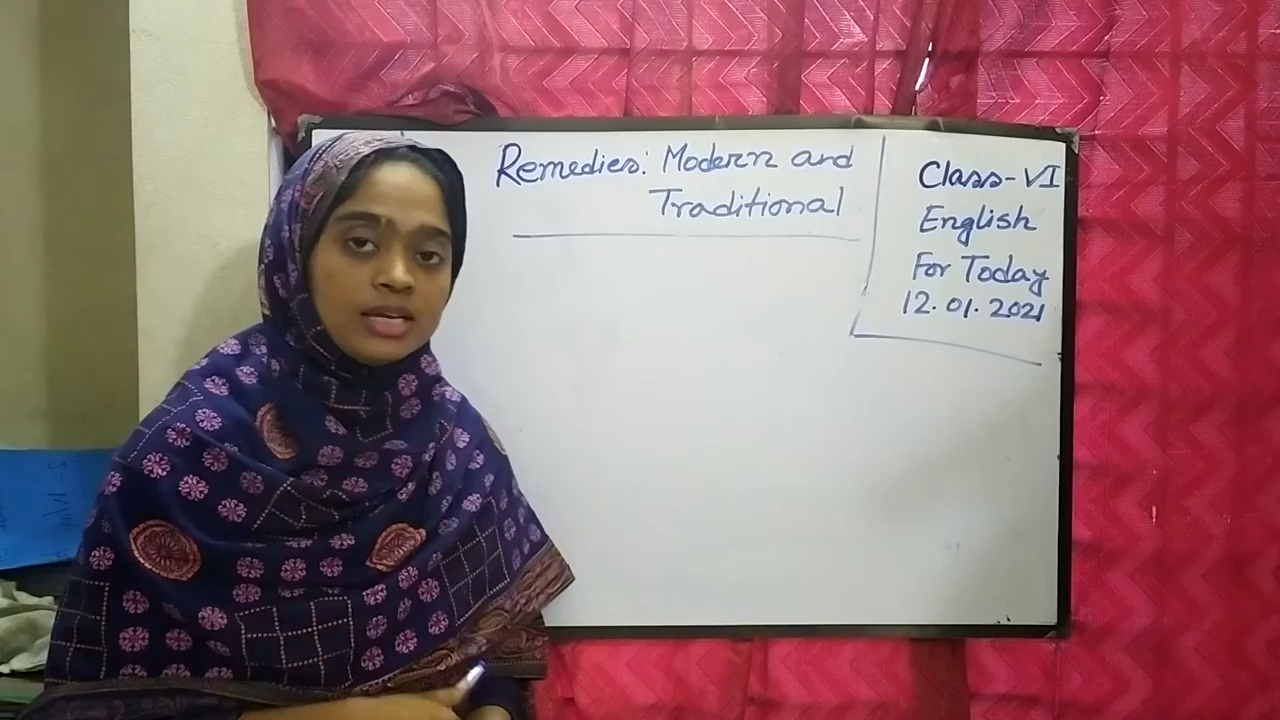 Remedies: Modern and
Traditional
Class-VI
English
For Today
12.01.2021